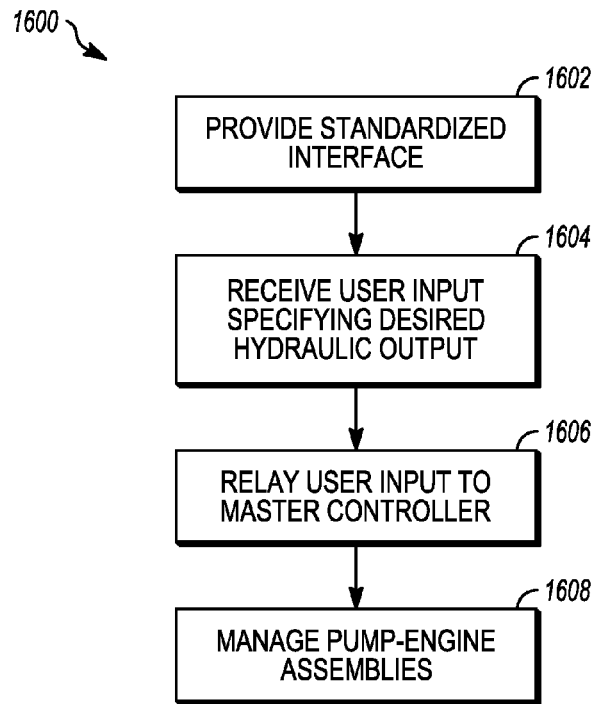 1600
1602
PROVIDE STANDARDIZED
INTERFACE
1604
RECEIVE USER INPUT
SPECIFYING DESIRED
HYDRAULIC OUTPUT
1606
RELAY USER INPUT TO
MASTER CONTROLLER
1608
MANAGE PUMP-ENGINE
ASSEMBLIES